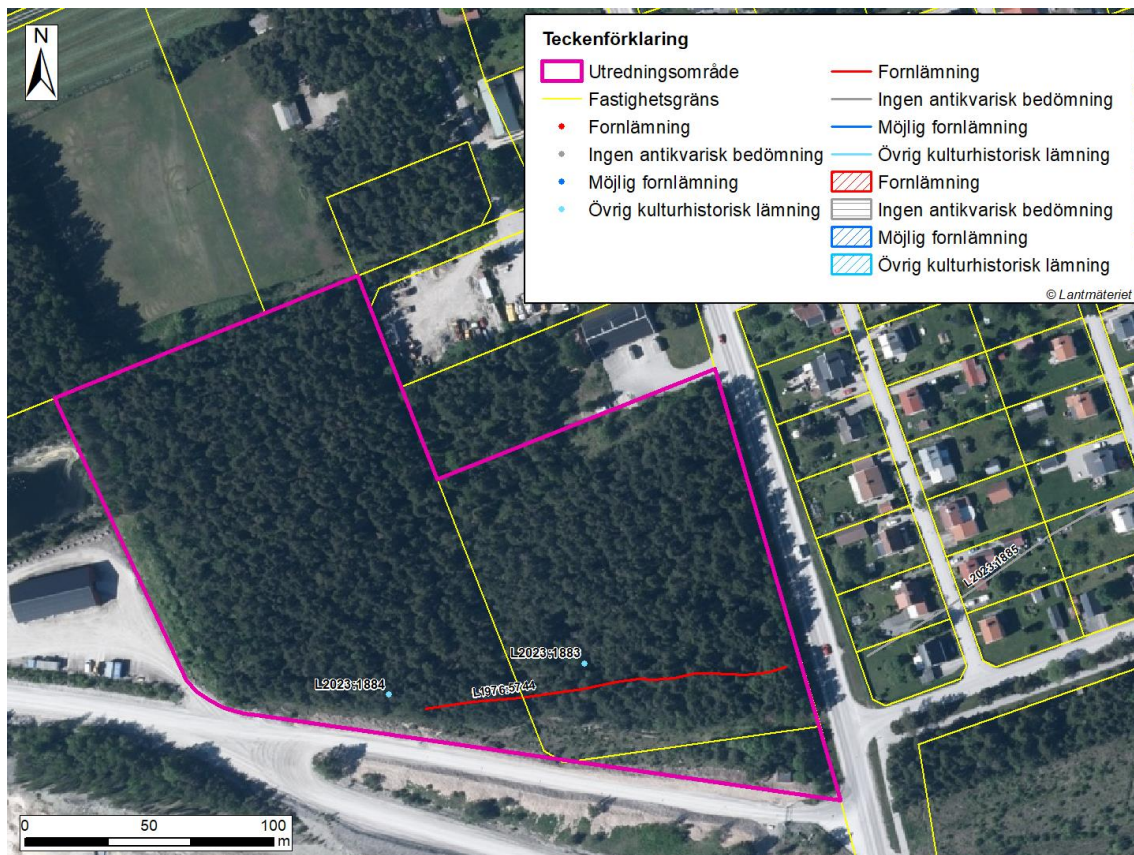 N
Teckenförklaring
Utredningsområde
Fastighetsgräns
Fornlämning
Ingen antikvarisk bedömning
Möjlig fornlämning
Övrig kulturhistorisk lämning
Fornlämning
Ingen antikvarisk bedömning
Möjlig fornlämning
Övrig kulturhistorisk lämning
Fornlämning
Ingen antikvarisk bedömning
Möjlig fornlämning
Övrig kulturhistorisk lämning
© Lantmäteriet
L2023:1885
L2023:1883
L2023:1884
L1976:5744
0 50 100
m